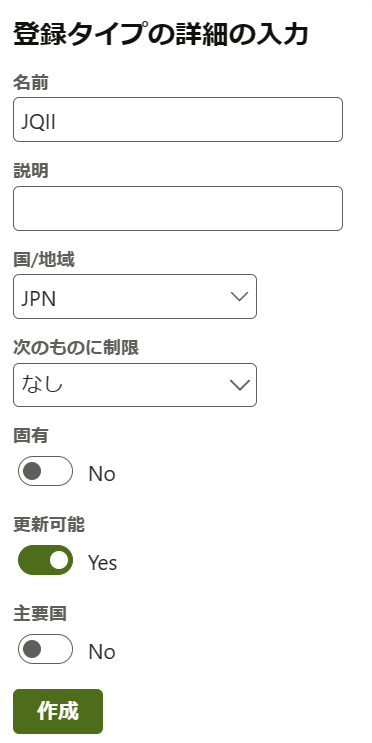 登録タイプの詳細の入力
名前
JQII
説明
国/地域
JPN
次のものに制限
なし
固有
No
更新可能
Yes
主要国
No
作成